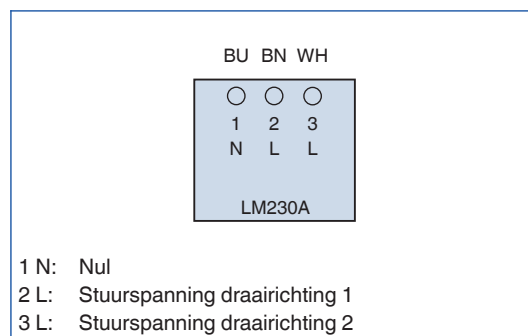 BU BN WH
1 2 3
N L L
LM230A
1 N: Nul
2 L: Stuurspanning draairichting 1
3 L: Stuurspanning draairichting 2